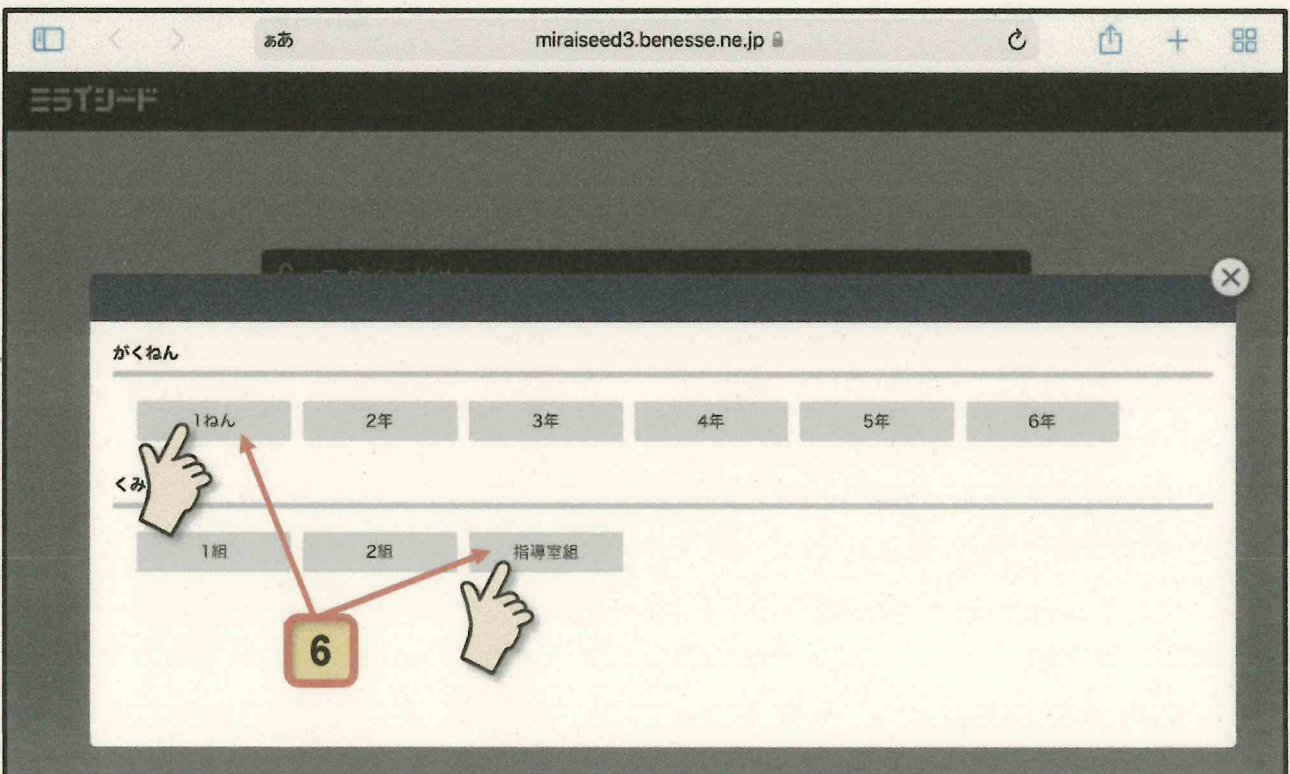 ああ miraiseed3.benesse.ne.jp
ミライシード
がくねん
1ねん 2年 3年 4年 5年 6年
くみ
1組 2組 指導室組
6